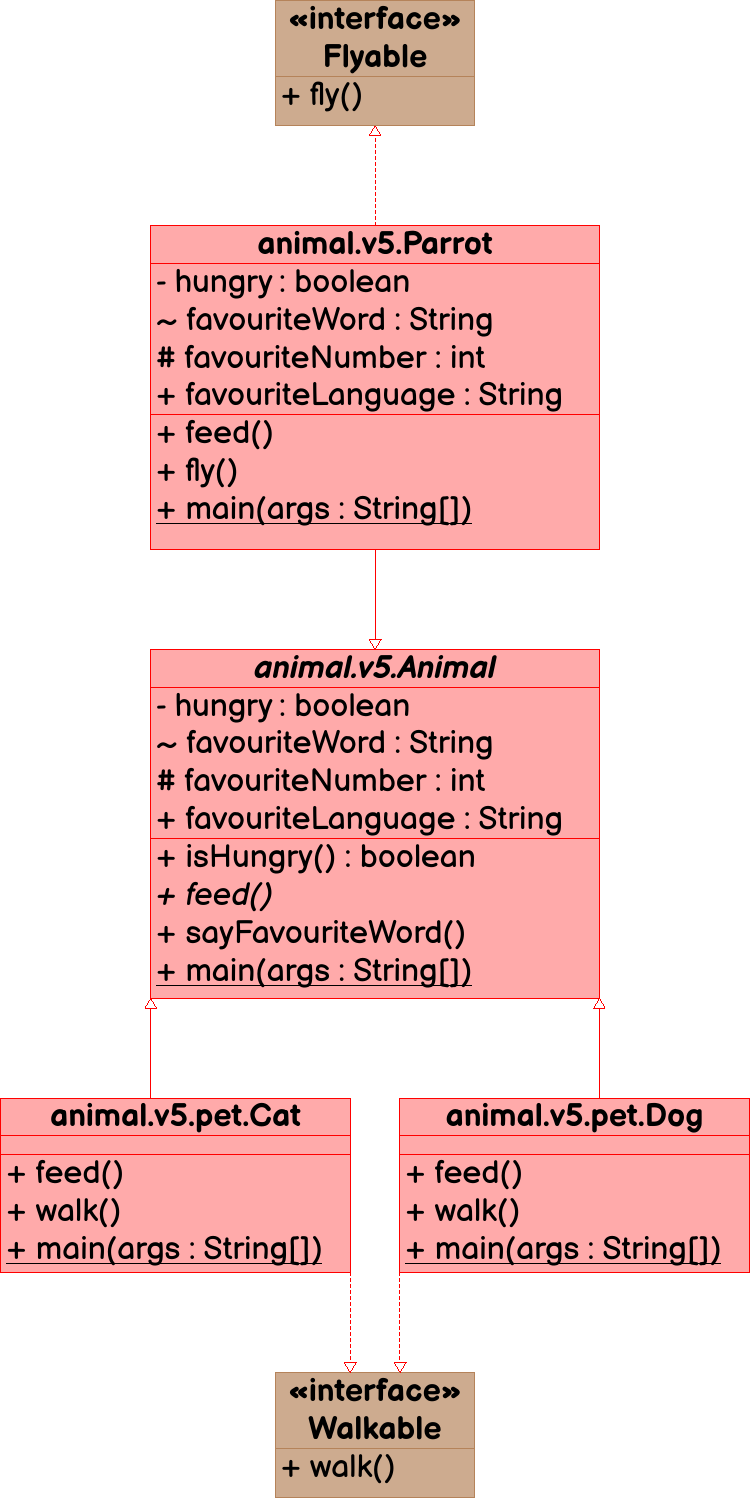 «interface»
Flyable
+ fly()
animal.v5.Parrot
- hungry : boolean
~ favouriteWord : String
# favouriteNumber : int
+ favouriteLanguage : String
+ feed()
+ fly()
+ main(args : String[])
animal.v5.Animal
- hungry : boolean
~ favouriteWord : String
# favouriteNumber : int
+ favouriteLanguage : String
+ isHungry() : boolean
+ feed()
+ sayFavouriteWord()
+ main(args : String[])
animal.v5.pet.Cat
+ feed()
+ walk()
+ main(args : String[])
animal.v5.pet.Dog
+ feed()
+ walk()
+ main(args : String[])
«interface»
Walkable
+ walk()